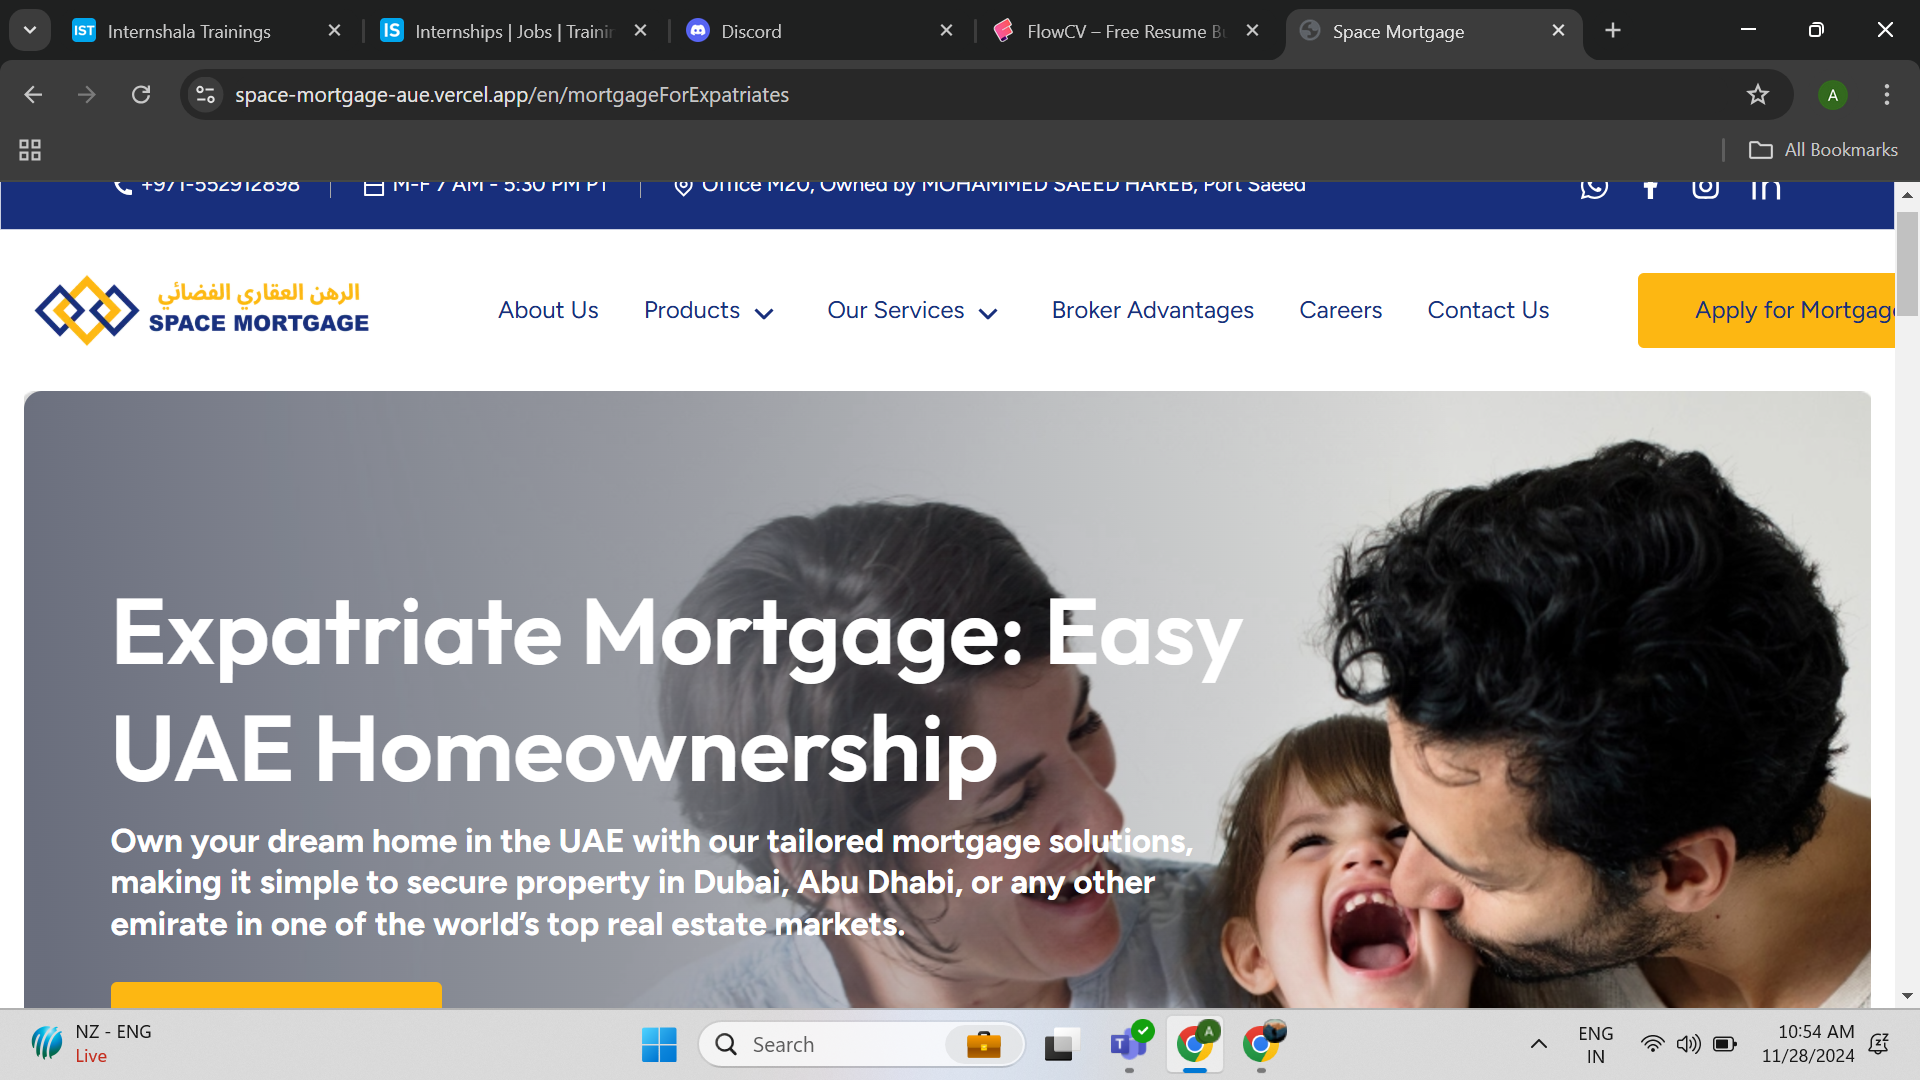 Internshala Trainings
Internships | Jobs | Trainin
Discord
FlowCV – Free Resume Bu
Space Mortgage
space-mortgage-aue.vercel.app/en/mortgageForExpatriates
A
All Bookmarks
+971-552912898
M-F 7 AM - 5:30 PM PT
Office M20, Owned by MOHAMMED SAEED HAREB, Port Saeed
الرهن العقاري الفضائي
SPACE MORTGAGE
About Us
Products
Our Services
Broker Advantages
Careers
Contact Us
Apply for Mortgage
Expatriate Mortgage: Easy
UAE Homeownership
Own your dream home in the UAE with our tailored mortgage solutions,
making it simple to secure property in Dubai, Abu Dhabi, or any other
emirate in one of the world’s top real estate markets.
NZ - ENG
Live
Search
ENG
IN
10:54 AM
11/28/2024